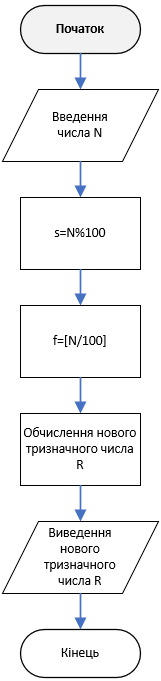 Початок
Введення
числа N
s=N%100
f=[N/100]
Обчислення нового
тризначного числа
R
Виведення
нового
тризначного
числа R
Кінець